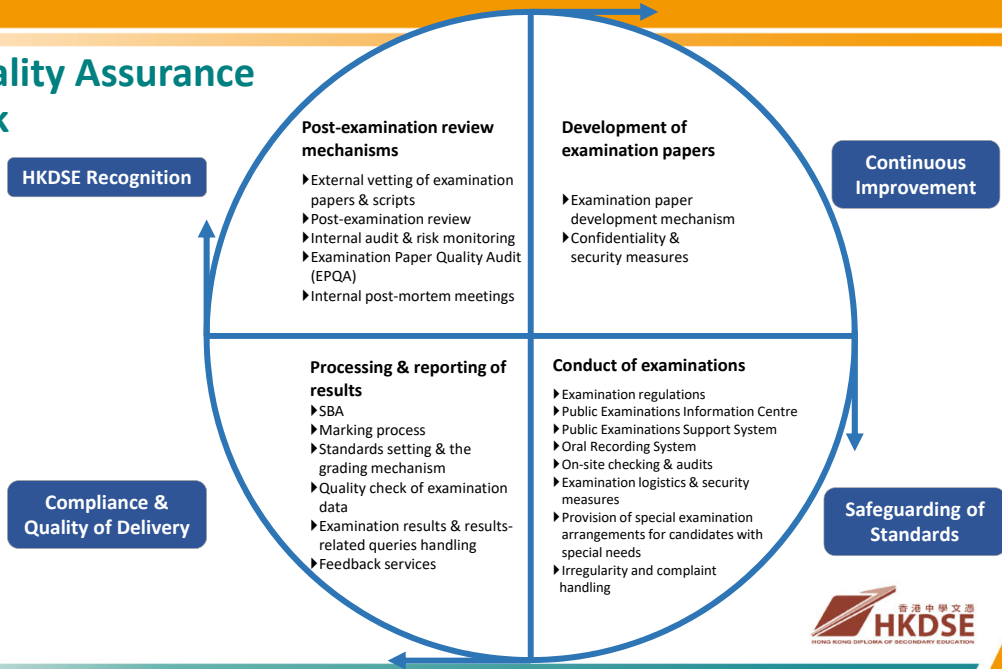 ality Assurance
k
HKDSE Recognition
Continuous
Improvement
Post-examination review
mechanisms
External vetting of examination
papers & scripts
Post-examination review
Internal audit & risk monitoring
Examination Paper Quality Audit
(EPQA)
Internal post-mortem meetings
Development of
examination papers
Examination paper
development mechanism
Confidentiality &
security measures
Processing & reporting of
results
SBA
Marking process
Standards setting & the
grading mechanism
Quality check of examination
data
Examination results & results-
related queries handling
Feedback services
Conduct of examinations
Examination regulations
Public Examinations Information Centre
Public Examinations Support System
Oral Recording System
On-site checking & audits
Examination logistics & security
measures
Provision of special examination
arrangements for candidates with
special needs
Irregularity and complaint
handling
Compliance &
Quality of Delivery
Safeguarding of
Standards
香港中學文憑
HKDSE
HONG KONG DIPLOMA OF SECONDARY EDUCATION